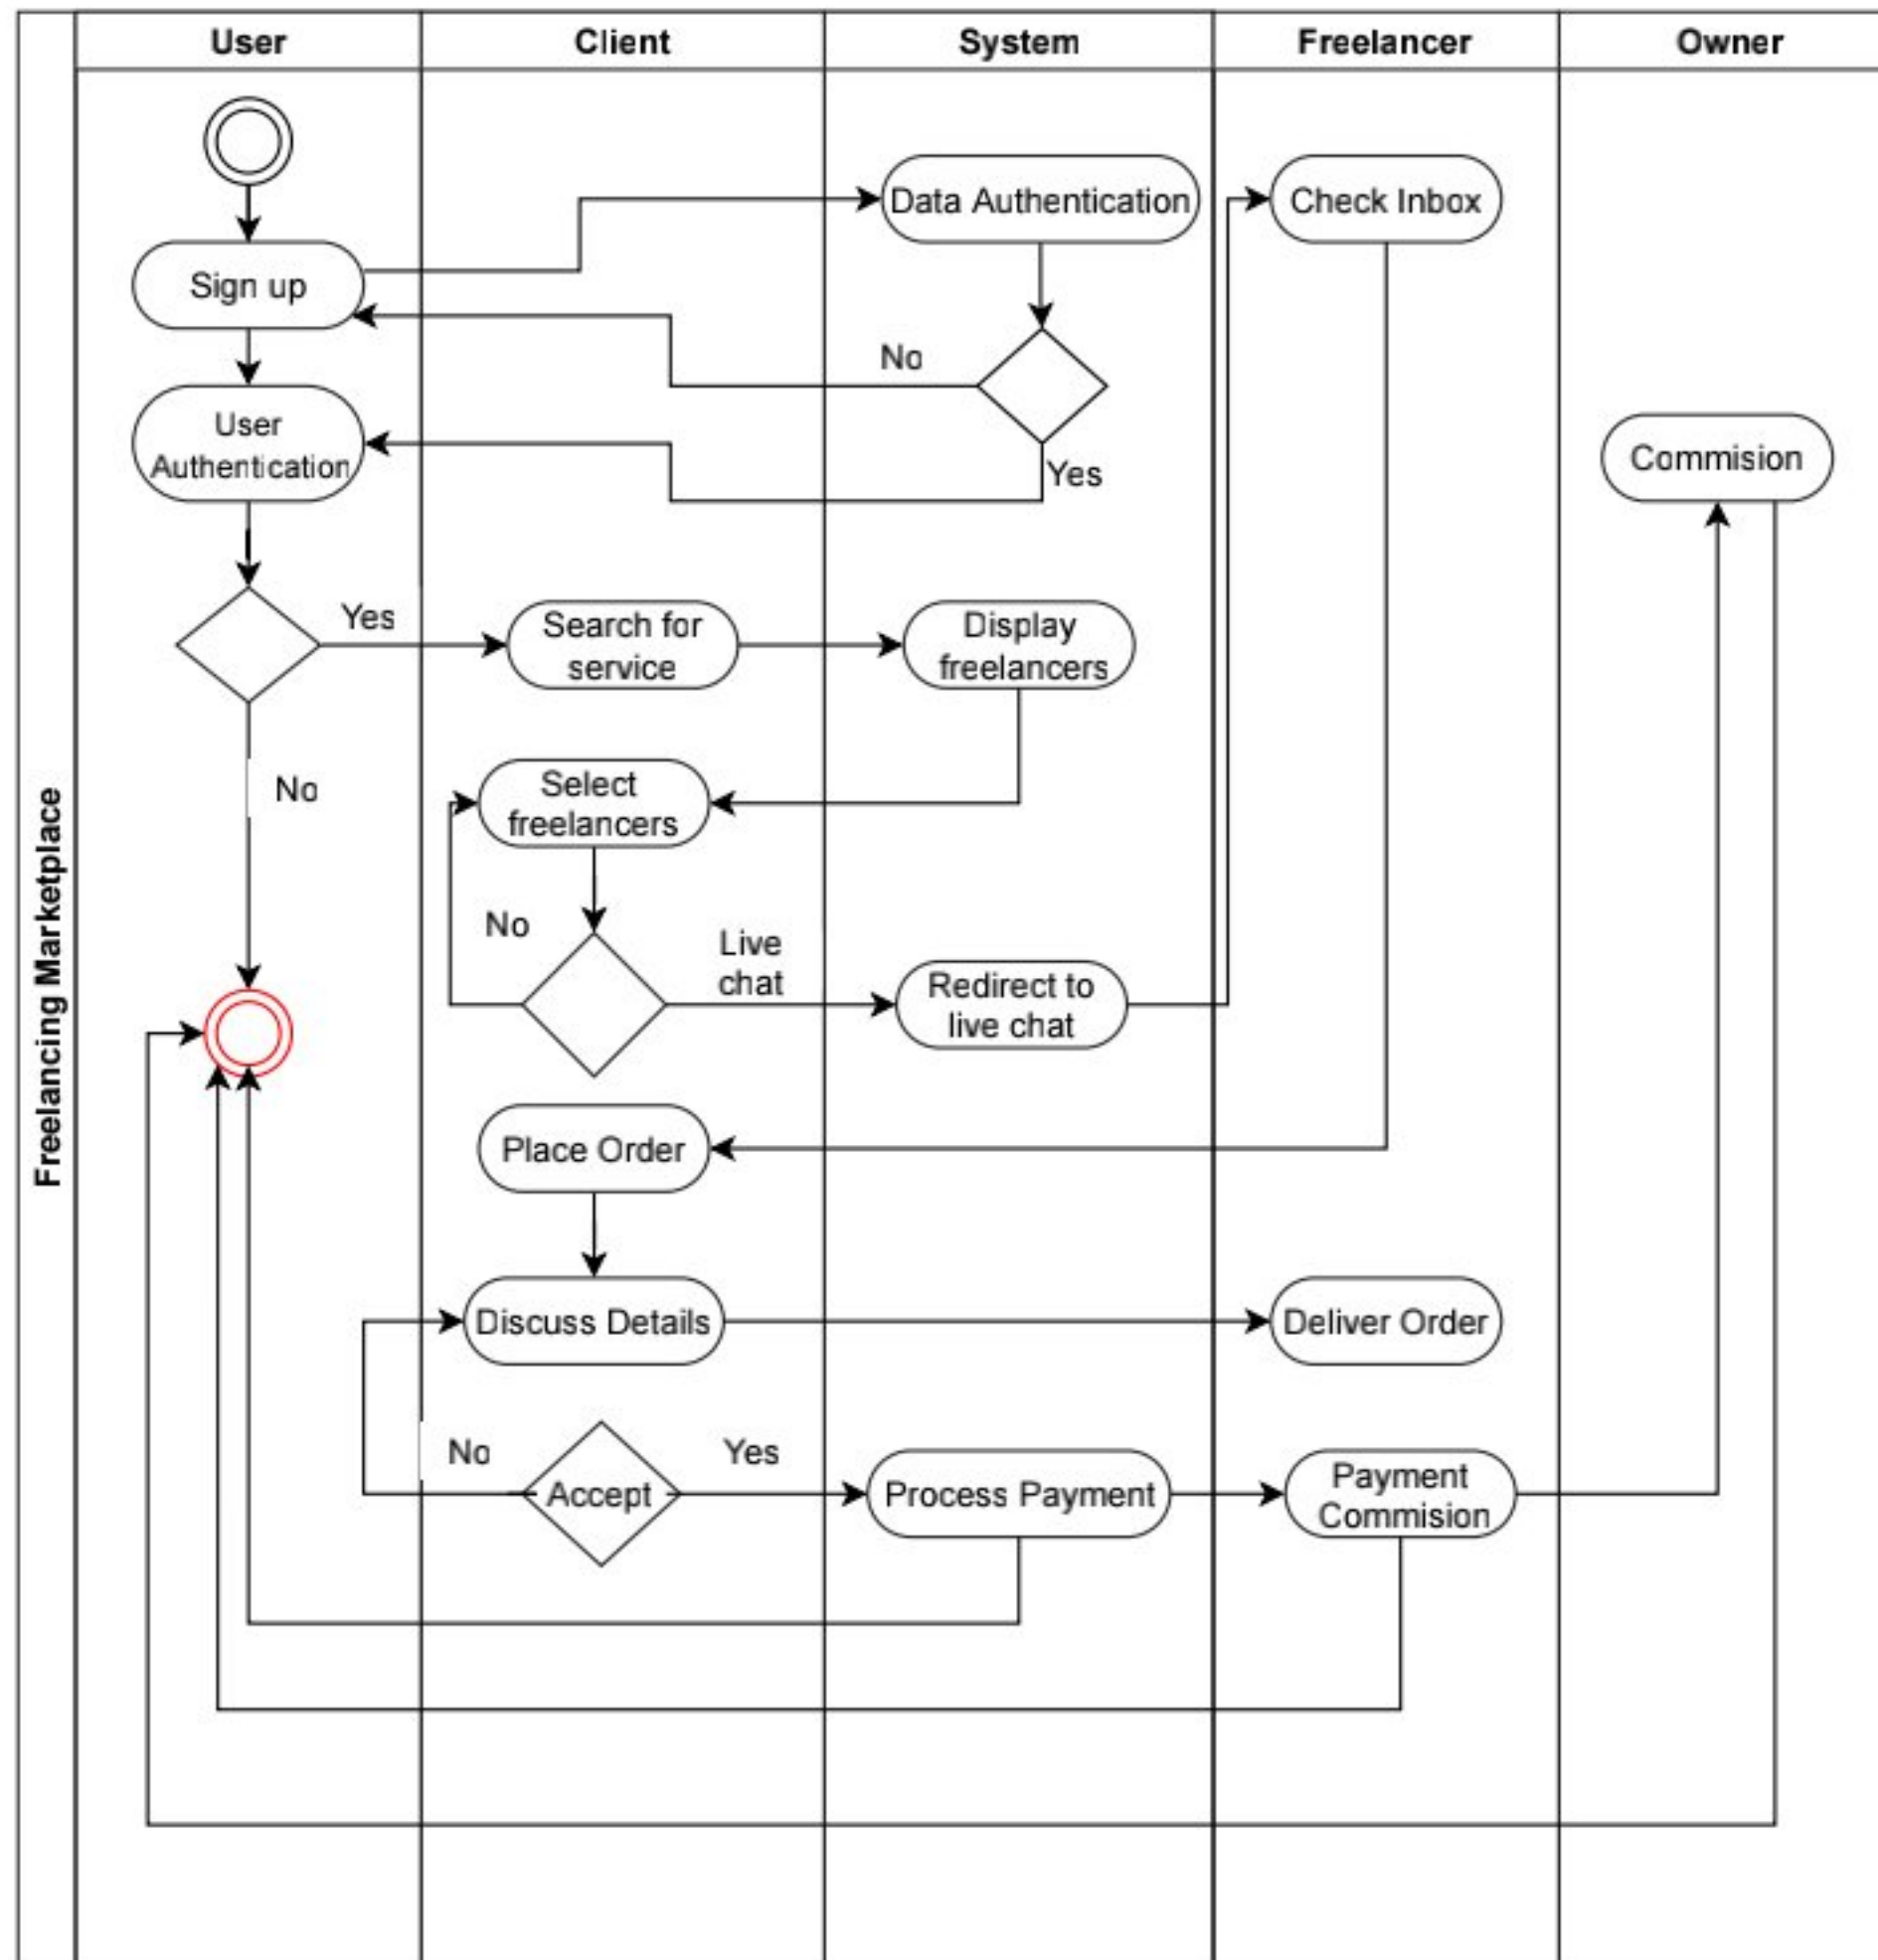 User
Client
System
Freelancer
Owner
Freelancing Marketplace
Data Authentication
Check Inbox
Sign up
No
User
Authentication
Yes
Commision
Yes
Search for
service
Display
freelancers
No
Select
freelancers
No
Live
chat
Redirect to
live chat
Place Order
Discuss Details
Deliver Order
No
Accept
Yes
Process Payment
Payment
Commision